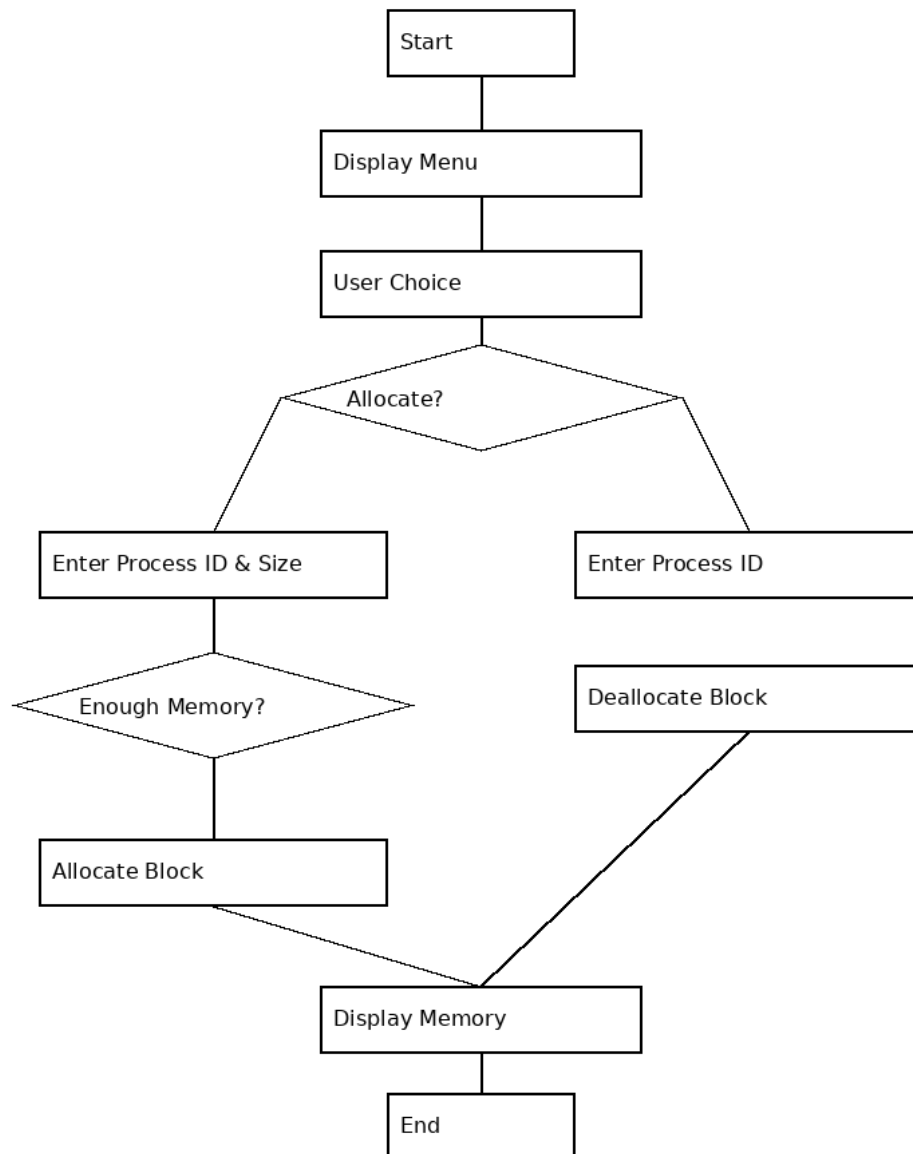 Start
Display Menu
User Choice
Allocate?
Enter Process ID & Size
Enter Process ID
Enough Memory?
Deallocate Block
Allocate Block
Display Memory
End